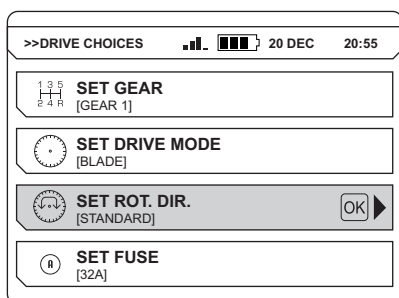 >>DRIVE CHOICES 20 DEC 20:55
1 3 5
2 4 R
SET GEAR
[GEAR 1]
SET DRIVE MODE
[BLADE]
SET ROT. DIR.
[STANDARD]
OK
A
SET FUSE
[32A]